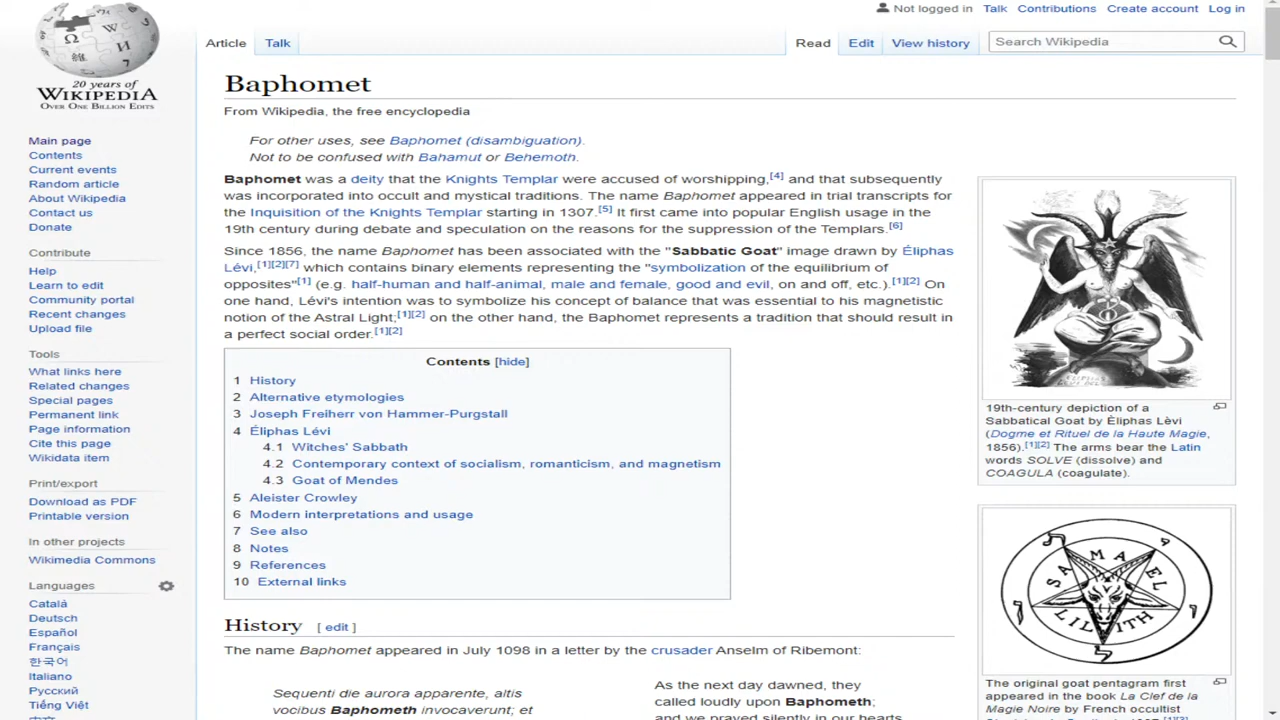 20 years of
WIKIPEDIA
OVER ONE BILLION EDITS
Main page
Contents
Current events
Random article
About Wikipedia
Contact us
Donate
Contribute
Help
Learn to edit
Community portal
Recent changes
Upload file
Tools
What links here
Related changes
Special pages
Permanent link
Page information
Cite this page
Wikidata item
Print/export
Download as PDF
Printable version
In other projects
Wikimedia Commons
Languages
Català
Deutsch
Español
Français
한국어
Italiano
Русский
Tiếng Việt
Not logged in Talk Contributions Create account Log in
Article Talk
Read Edit View history Search Wikipedia
Baphomet
From Wikipedia, the free encyclopedia
For other uses, see Baphomet (disambiguation).
Not to be confused with Bahamut or Behemoth.
Baphomet was a deity that the Knights Templar were accused of worshipping,[4] and that subsequently
was incorporated into occult and mystical traditions. The name Baphomet appeared in trial transcripts for
the Inquisition of the Knights Templar starting in 1307.[5] It first came into popular English usage in the
19th century during debate and speculation on the reasons for the suppression of the Templars.[6]
Since 1856, the name Baphomet has been associated with the "Sabbatic Goat" image drawn by Éliphas
Lévi,[1][2][7] which contains binary elements representing the "symbolization of the equilibrium of
opposites"[1] (e.g. half-human and half-animal, male and female, good and evil, on and off, etc.).[1][2] On
one hand, Lévi's intention was to symbolize his concept of balance that was essential to his magnetistic
notion of the Astral Light;[1][2] on the other hand, the Baphomet represents a tradition that should result in
a perfect social order.[1][2]
Contents [hide]
1 History
2 Alternative etymologies
3 Joseph Freiherr von Hammer-Purgstall
4 Éliphas Lévi
4.1 Witches' Sabbath
4.2 Contemporary context of socialism, romanticism, and magnetism
4.3 Goat of Mendes
5 Aleister Crowley
6 Modern interpretations and usage
7 See also
8 Notes
9 References
10 External links
History [ edit ]
The name Baphomet appeared in July 1098 in a letter by the crusader Anselm of Ribemont:
Sequenti die aurora apparente, altis
vocibus Baphometh invocaverunt; et
As the next day dawned, they
called loudly upon Baphometh;
and we prayed silently in our hearts
19th-century depiction of a
Sabbatical Goat by Èliphas Lèvi
(Dogme et Rituel de la Haute Magie,
1856).[1][2] The arms bear the Latin
words SOLVE (dissolve) and
COAGULA (coagulate).
SAMAEL
LILITH
The original goat pentagram first
appeared in the book La Clef de la
Magie Noire by French occultist